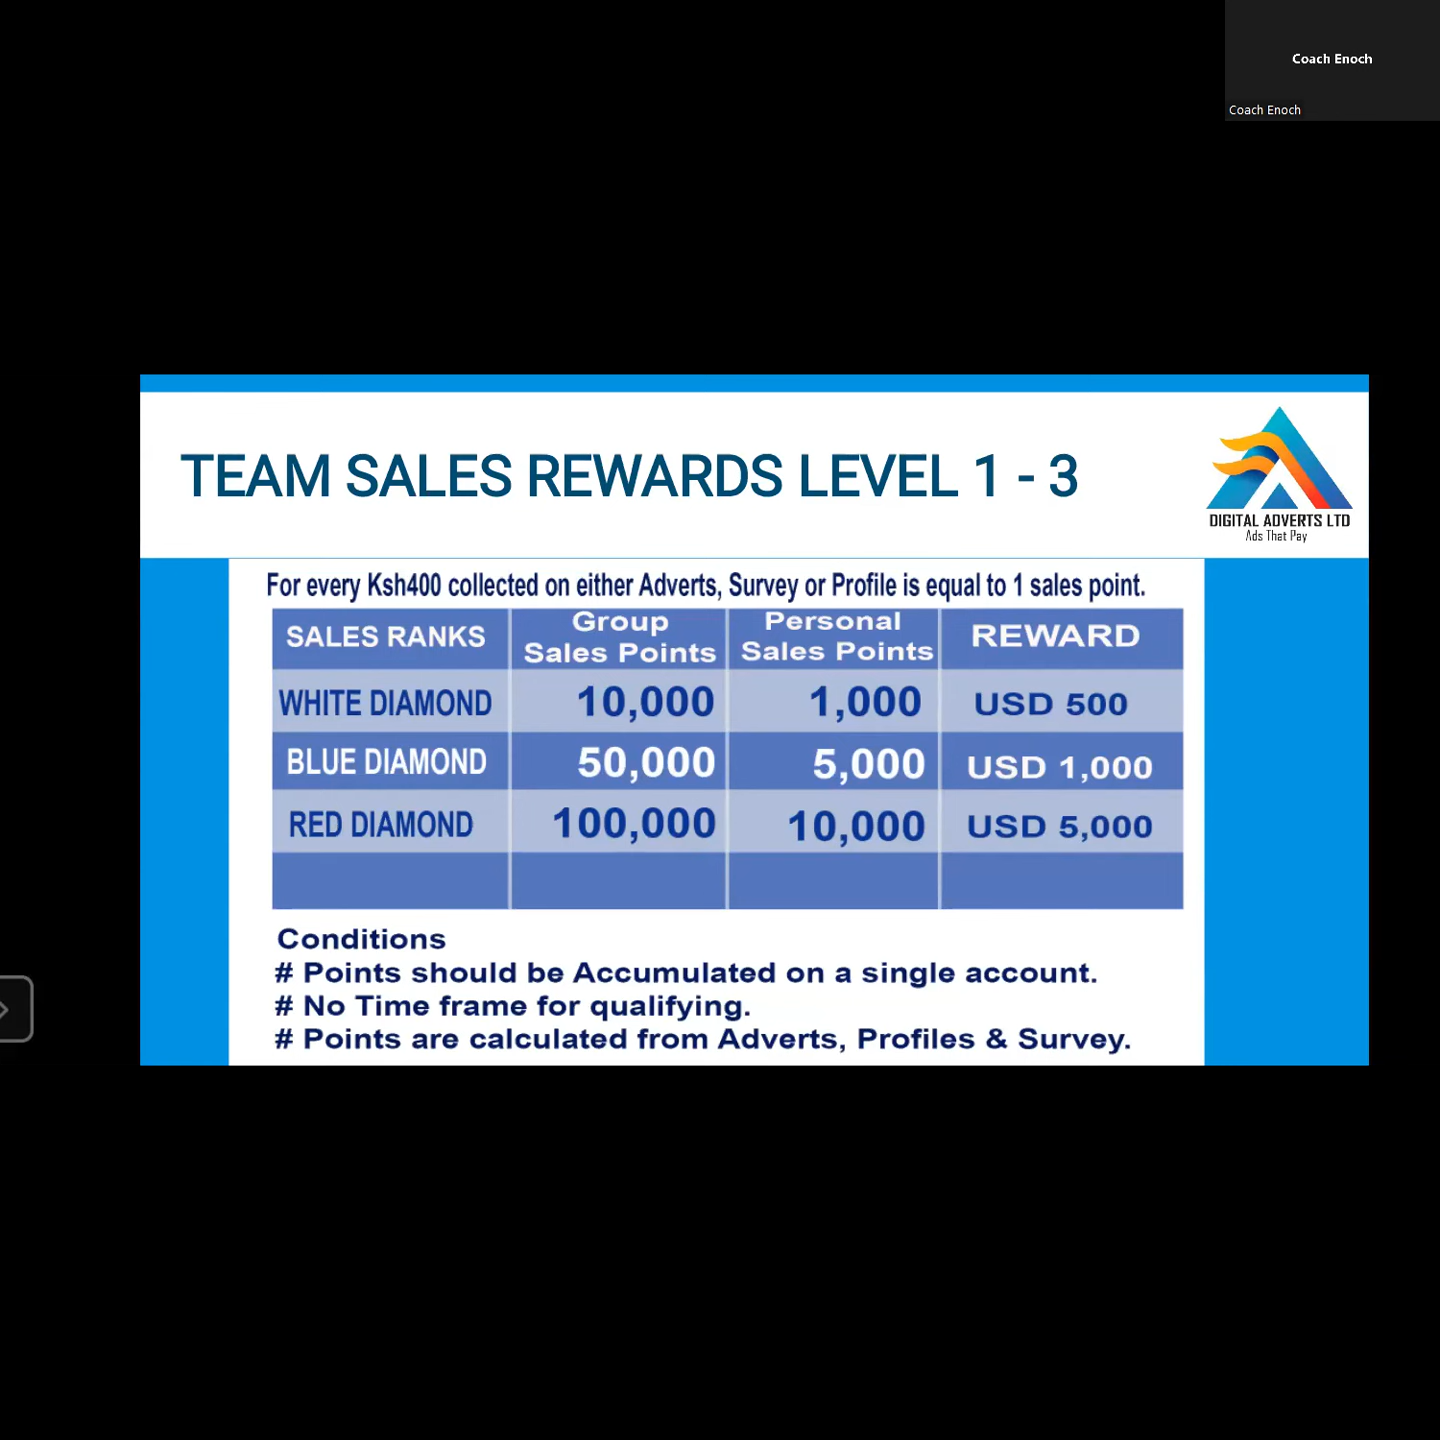 Coach Enoch
Coach Enoch
TEAM SALES REWARDS LEVEL 1 - 3
DIGITAL ADVERTS LTD
Ads That Pay
For every Ksh400 collected on either Adverts, Survey or Profile is equal to 1 sales point.
SALES RANKS Group Sales Points Personal Sales Points REWARD
WHITE DIAMOND 10,000 1,000 USD 500
BLUE DIAMOND 50,000 5,000 USD 1,000
RED DIAMOND 100,000 10,000 USD 5,000
Conditions
# Points should be Accumulated on a single account.
# No Time frame for qualifying.
# Points are calculated from Adverts, Profiles & Survey.